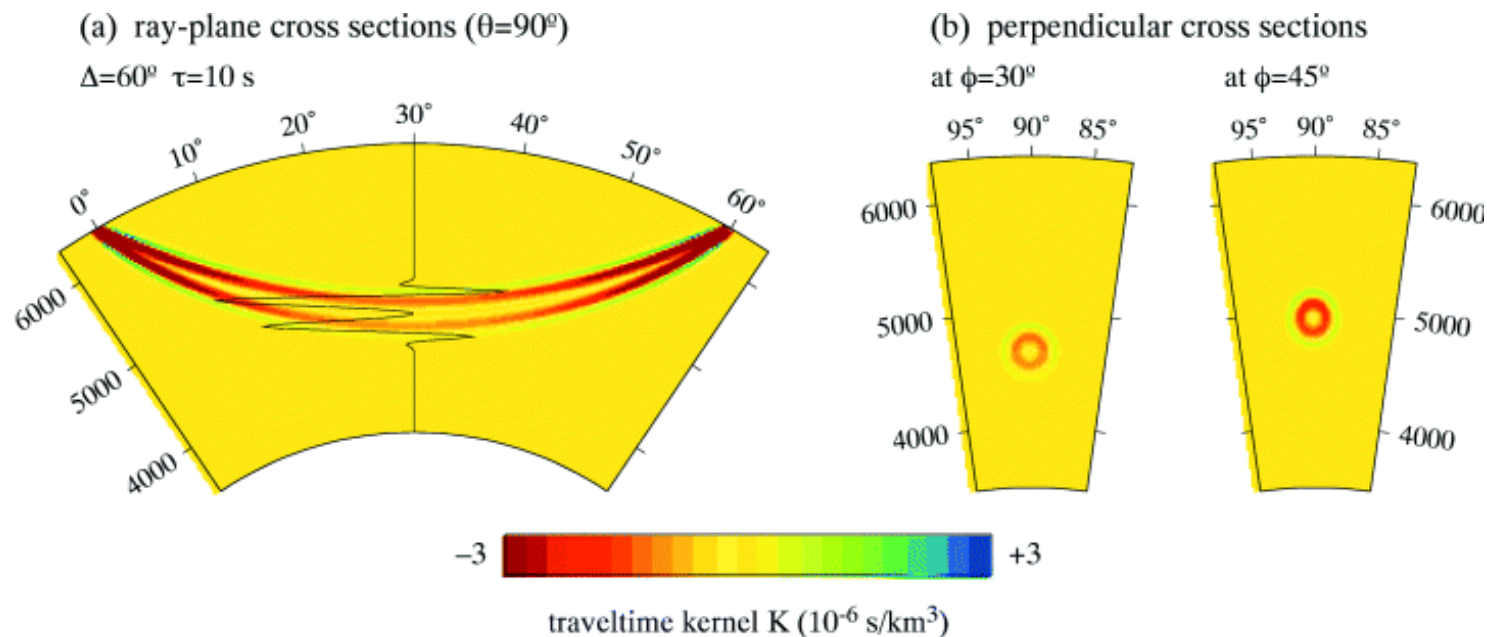 (a) ray-plane cross sections (θ=90º)
Δ=60º τ=10 s
0˚ 10˚ 20˚ 30˚ 40˚ 50˚ 60˚
6000
5000
4000
(b) perpendicular cross sections
at ϕ=30º at ϕ=45º
95˚ 90˚ 85˚ 95˚ 90˚ 85˚
6000 6000
5000 5000
4000 4000
–3 +3
traveltime kernel K (10⁻⁶ s/km³)